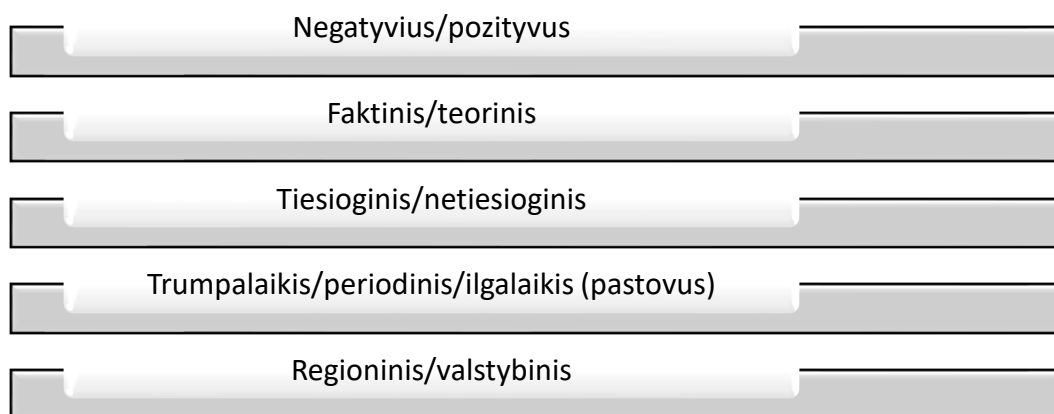 Negatyvius/pozityvus
Faktinis/teorinis
Tiesioginis/netiesioginis
Trumpalaikis/periodinis/ilgalaikis (pastovus)
Regioninis/valstybinis